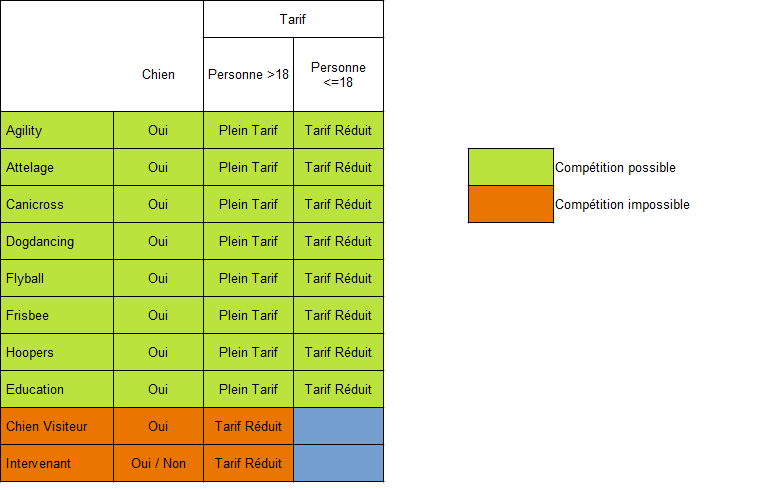 Tarif
Chien Personne >18 Personne
<=18
Agility Oui Plein Tarif Tarif Réduit
Attelage Oui Plein Tarif Tarif Réduit Compétition possible
Canicross Oui Plein Tarif Tarif Réduit Compétition impossible
Dogdancing Oui Plein Tarif Tarif Réduit
Flyball Oui Plein Tarif Tarif Réduit
Frisbee Oui Plein Tarif Tarif Réduit
Hoopers Oui Plein Tarif Tarif Réduit
Education Oui Plein Tarif Tarif Réduit
Chien Visiteur Oui Tarif Réduit
Intervenant Oui / Non Tarif Réduit